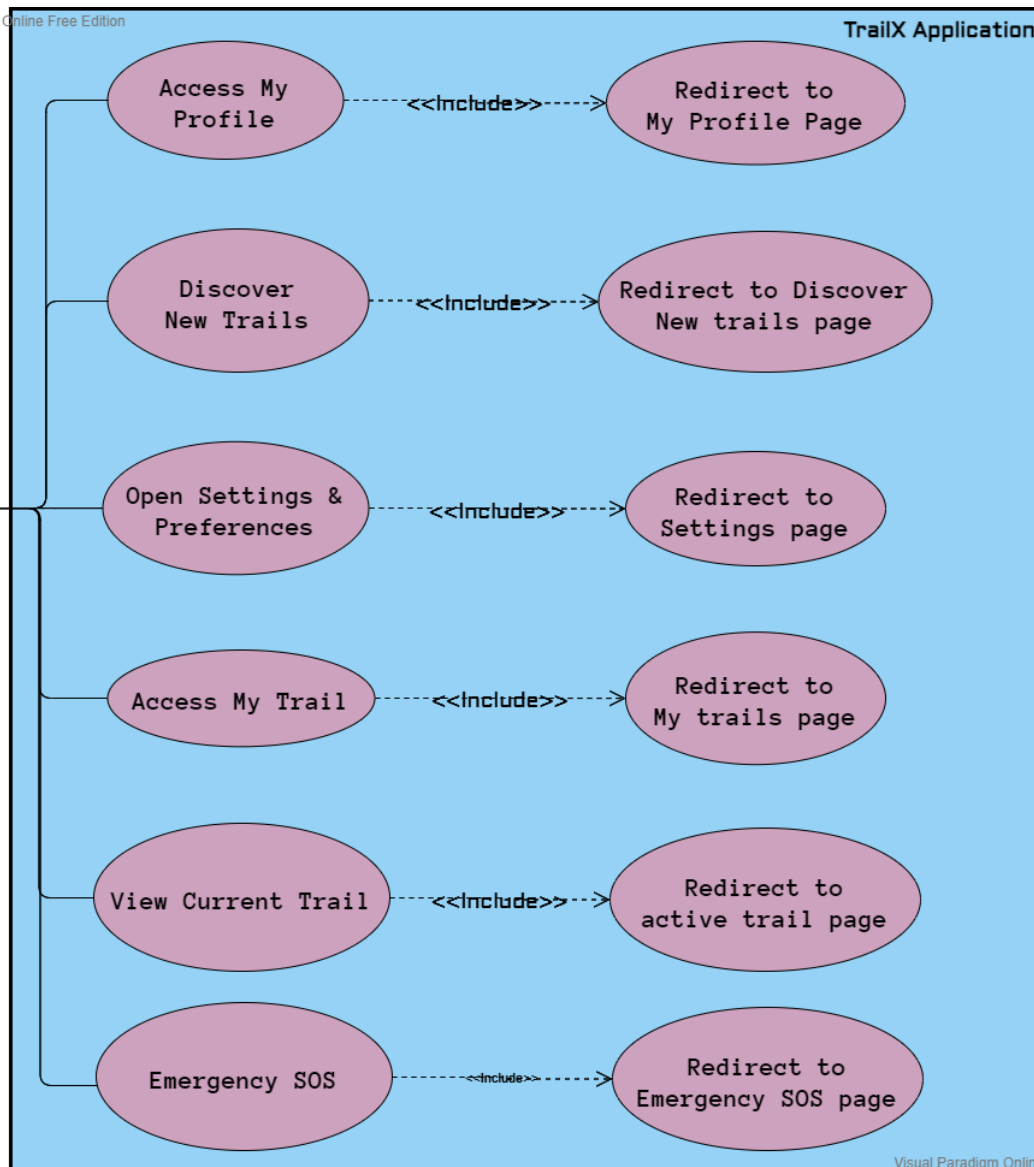 Online Free Edition
TrailX Application
Access My
Profile
<<Include>>
Redirect to
My Profile Page
Discover
New Trails
<<Include>>
Redirect to Discover
New trails page
Open Settings &
Preferences
<<Include>>
Redirect to
Settings page
Access My Trail
<<Include>>
Redirect to
My trails page
View Current Trail
<<Include>>
Redirect to
active trail page
Emergency SOS
<<Include>>
Redirect to
Emergency SOS page
Visual Paradigm Onlin